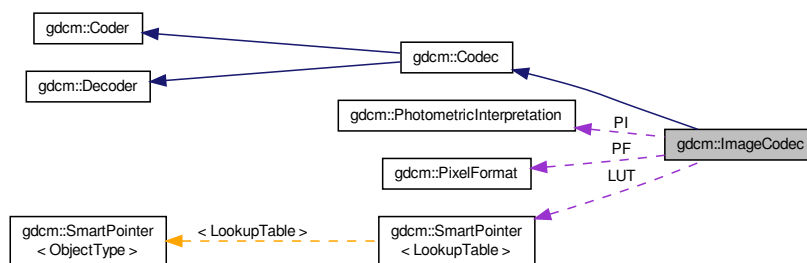 gdcm::Coder
gdcm::Codec
gdcm::Decoder
gdcm::PhotometricInterpretation
PI
gdcm::ImageCodec
PF
gdcm::PixelFormat
LUT
gdcm::SmartPointer
< ObjectType >
< LookupTable >
gdcm::SmartPointer
< LookupTable >